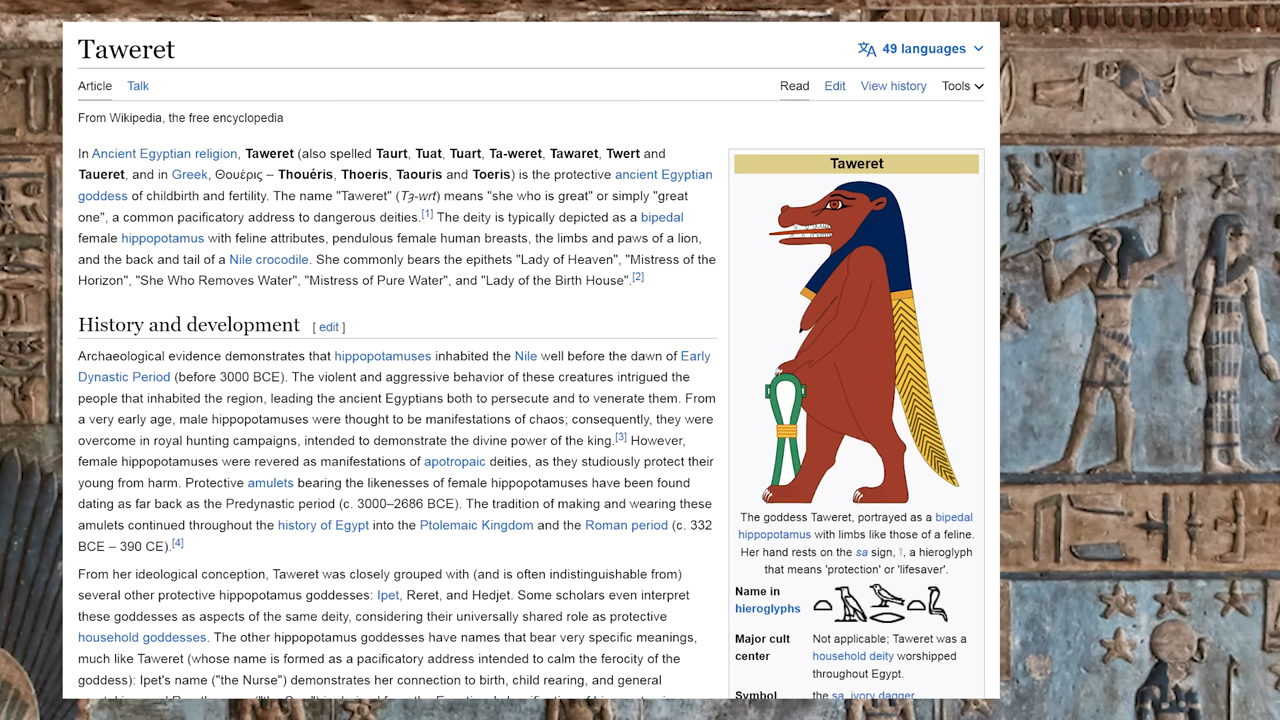 Taweret
49 languages
Article Talk Read Edit View history Tools
From Wikipedia, the free encyclopedia
In Ancient Egyptian religion, Taweret (also spelled Taurt, Tuat, Tuart, Ta-weret, Tawaret, Twert and
Taueret, and in Greek, Θουέρις – Thouéris, Thoeris, Taouris and Toeris) is the protective ancient Egyptian
goddess of childbirth and fertility. The name "Taweret" (Tȝ-wrt) means "she who is great" or simply "great
one", a common pacificatory address to dangerous deities.[1] The deity is typically depicted as a bipedal
female hippopotamus with feline attributes, pendulous female human breasts, the limbs and paws of a lion,
and the back and tail of a Nile crocodile. She commonly bears the epithets "Lady of Heaven", "Mistress of the
Horizon", "She Who Removes Water", "Mistress of Pure Water", and "Lady of the Birth House".[2]
History and development [ edit ]
Archaeological evidence demonstrates that hippopotamuses inhabited the Nile well before the dawn of Early
Dynastic Period (before 3000 BCE). The violent and aggressive behavior of these creatures intrigued the
people that inhabited the region, leading the ancient Egyptians both to persecute and to venerate them. From
a very early age, male hippopotamuses were thought to be manifestations of chaos; consequently, they were
overcome in royal hunting campaigns, intended to demonstrate the divine power of the king.[3] However,
female hippopotamuses were revered as manifestations of apotropaic deities, as they studiously protect their
young from harm. Protective amulets bearing the likenesses of female hippopotamuses have been found
dating as far back as the Predynastic period (c. 3000–2686 BCE). The tradition of making and wearing these
amulets continued throughout the history of Egypt into the Ptolemaic Kingdom and the Roman period (c. 332
BCE – 390 CE).[4]
From her ideological conception, Taweret was closely grouped with (and is often indistinguishable from)
several other protective hippopotamus goddesses: Ipet, Reret, and Hedjet. Some scholars even interpret
these goddesses as aspects of the same deity, considering their universally shared role as protective
household goddesses. The other hippopotamus goddesses have names that bear very specific meanings,
much like Taweret (whose name is formed as a pacificatory address intended to calm the ferocity of the
goddess): Ipet's name ("the Nurse") demonstrates her connection to birth, child rearing, and general
Taweret
The goddess Taweret, portrayed as a bipedal
hippopotamus with limbs like those of a feline.
Her hand rests on the sa sign, a hieroglyph
that means 'protection' or 'lifesaver'.
Name in
hieroglyphs
Major cult
center
Not applicable; Taweret was a
household deity worshipped
throughout Egypt.
Symbol the sa, ivory dagger,